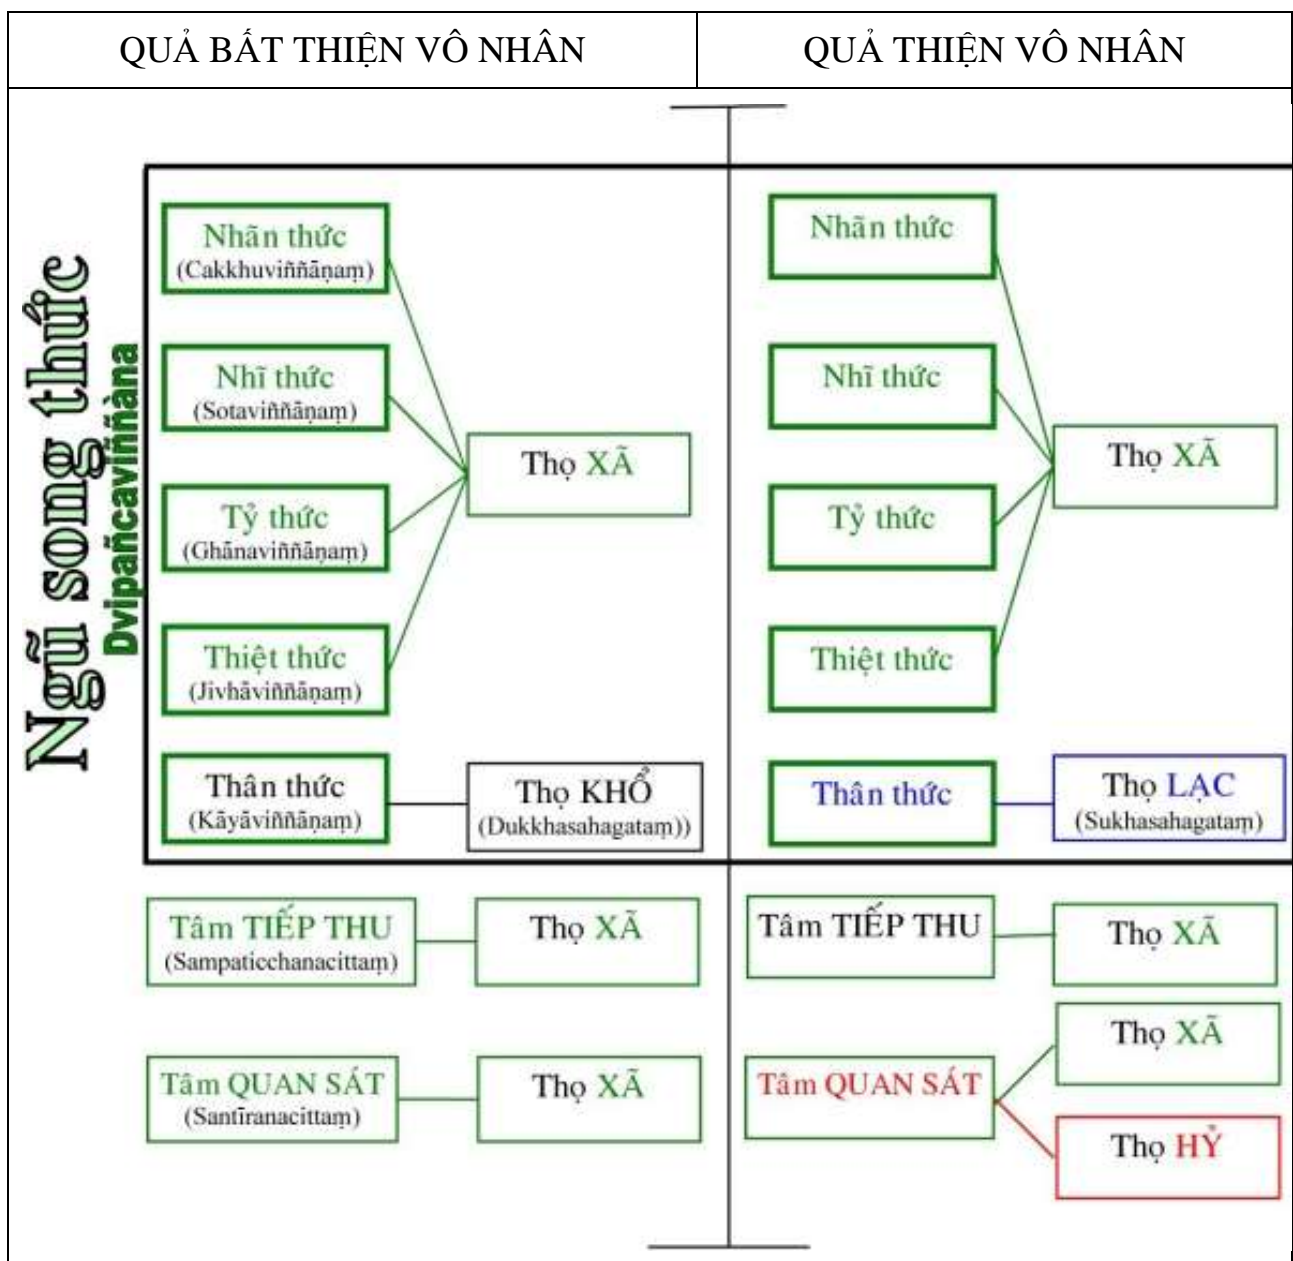 QUẢ BẤT THIỆN VÔ NHÂN
QUẢ THIỆN VÔ NHÂN
Ngũ song thức
Dvipañcaviññàna
Nhãn thức
(Cakkhuviññāṇaṃ)
Nhĩ thức
(Sotaviññāṇaṃ)
Tỷ thức
(Ghānaviññāṇaṃ)
Thiệt thức
(Jivhāviññāṇaṃ)
Thọ XÃ
Thân thức
(Kāyāviññāṇaṃ)
Thọ KHỔ
(Dukkhasahagataṃ))
Nhãn thức
Nhĩ thức
Tỷ thức
Thiệt thức
Thọ XÃ
Thân thức
Thọ LẠC
(Sukhasahagataṃ)
Tâm TIẾP THU
(Sampaticchanacittaṃ)
Thọ XÃ
Tâm TIẾP THU
Thọ XÃ
Tâm QUAN SÁT
(Santīranacittaṃ)
Thọ XÃ
Tâm QUAN SÁT
Thọ XÃ
Thọ HỶ